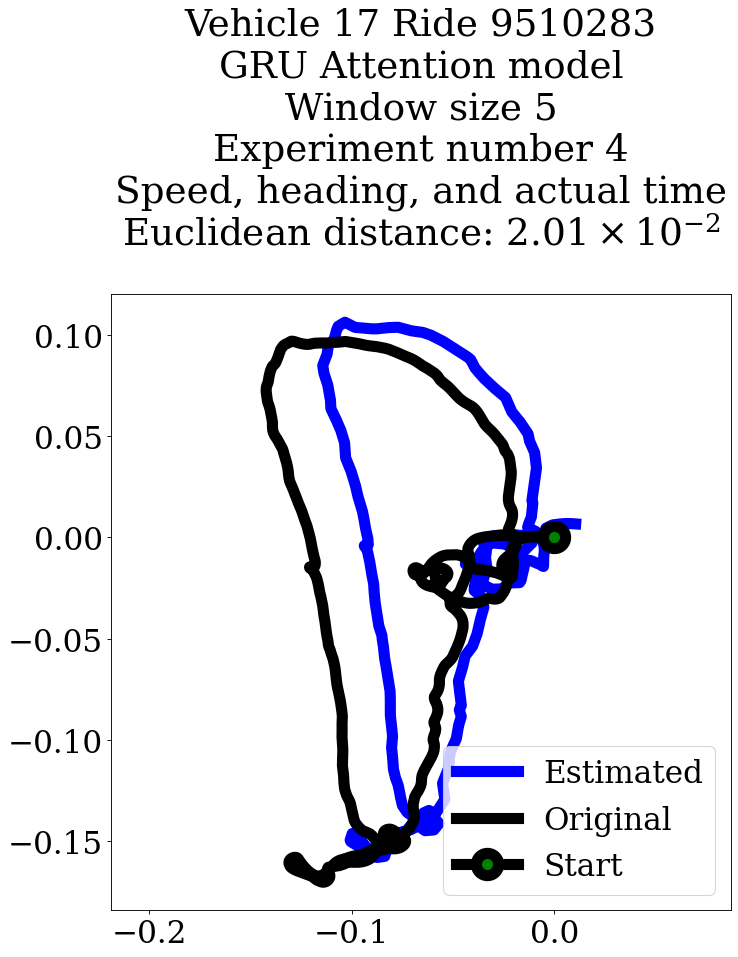 Vehicle 17 Ride 9510283
GRU Attention model
Window size 5
Experiment number 4
Speed, heading, and actual time
Euclidean distance: 2.01 × 10⁻²
0.10
0.05
0.00
−0.05
−0.10
−0.15
Estimated
Original
Start
−0.2
−0.1
0.0